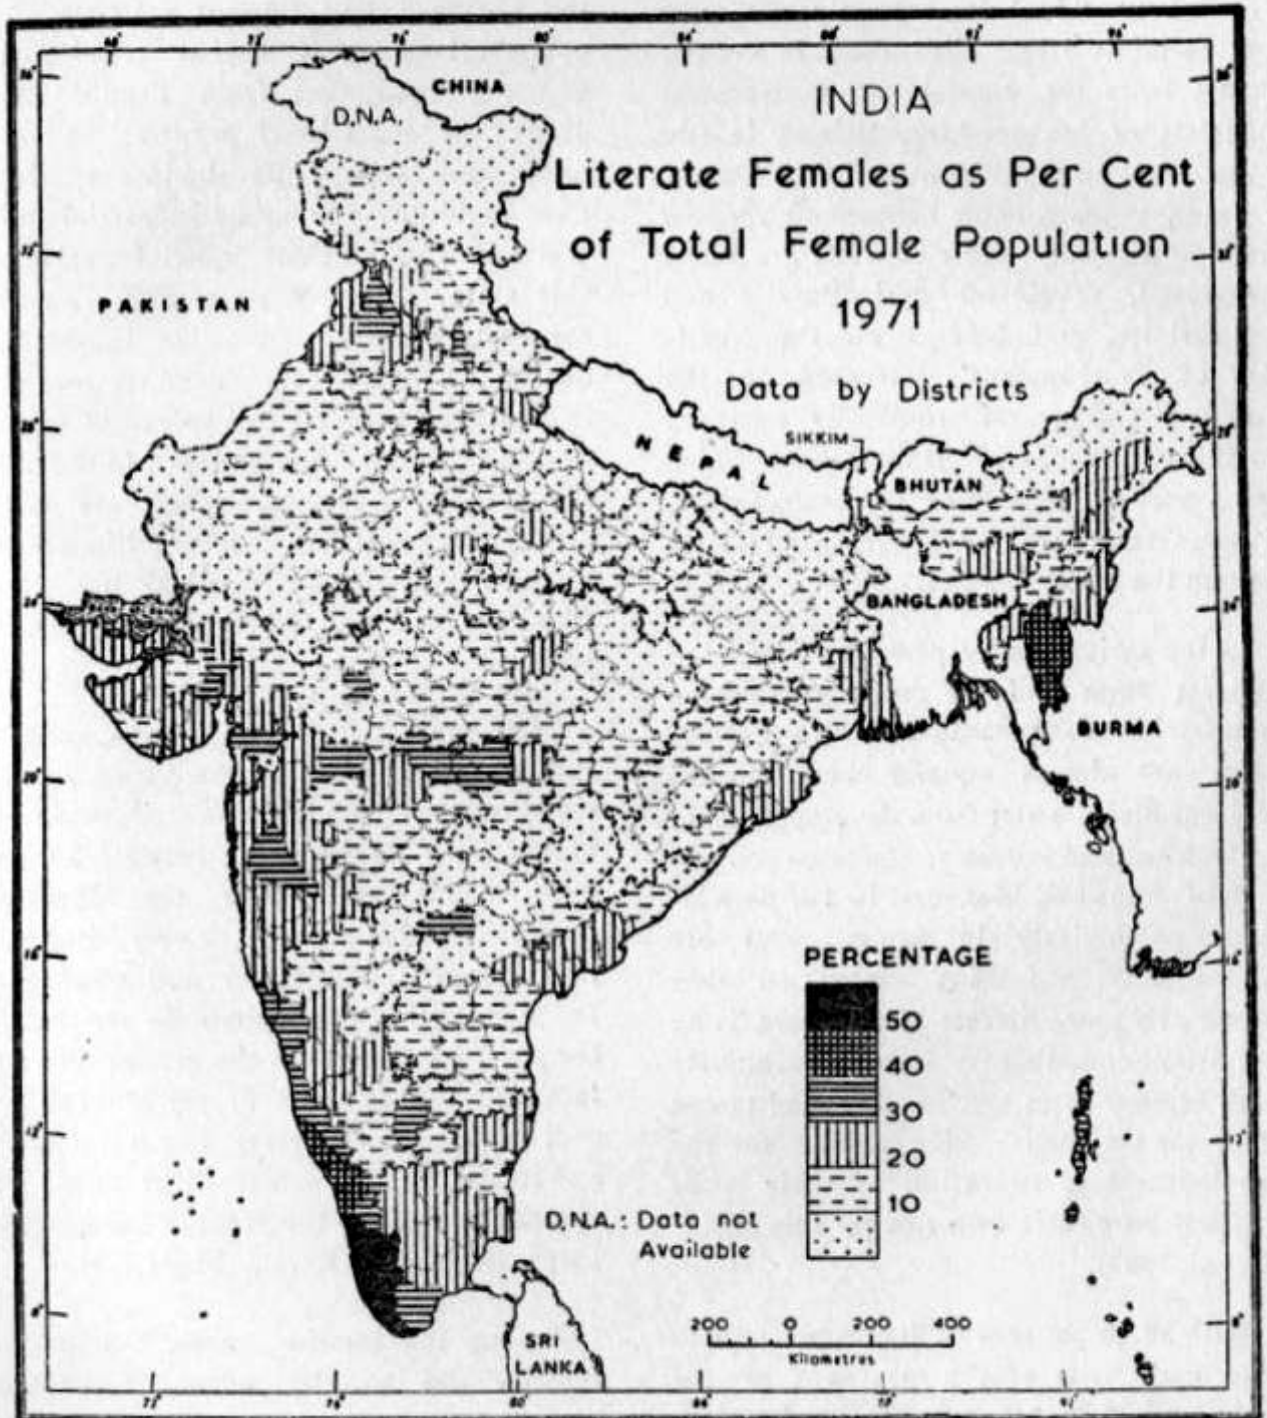 INDIA
Literate Females as Per Cent
of Total Female Population
1971
Data by Districts
CHINA
D.N.A.
PAKISTAN
NEPAL
SIKKIM
BHUTAN
BANGLADESH
BURMA
PERCENTAGE
50
40
30
20
10
D.N.A.: Data not
Available
200 0 200 400
Kilometres
SRI
LANKA